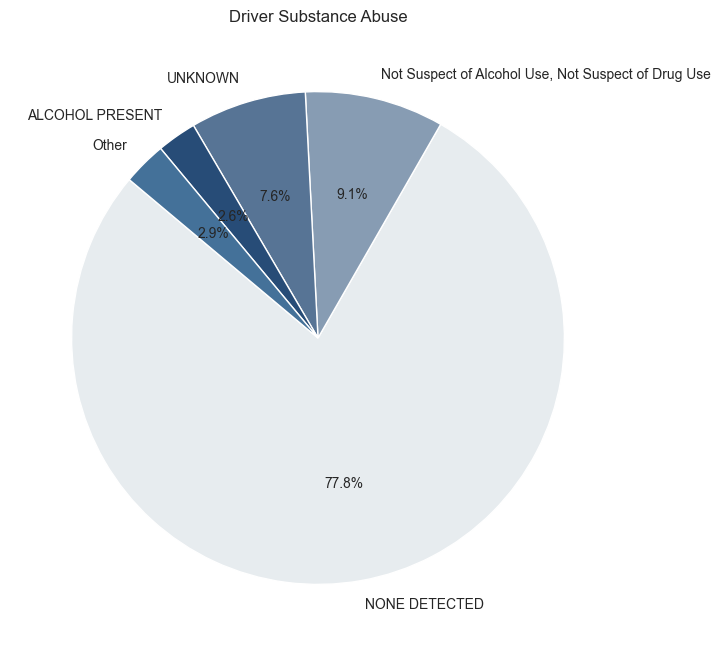 Driver Substance Abuse
Not Suspect of Alcohol Use, Not Suspect of Drug Use
UNKNOWN
ALCOHOL PRESENT
Other
9.1%
7.6%
2.6%
2.9%
77.8%
NONE DETECTED